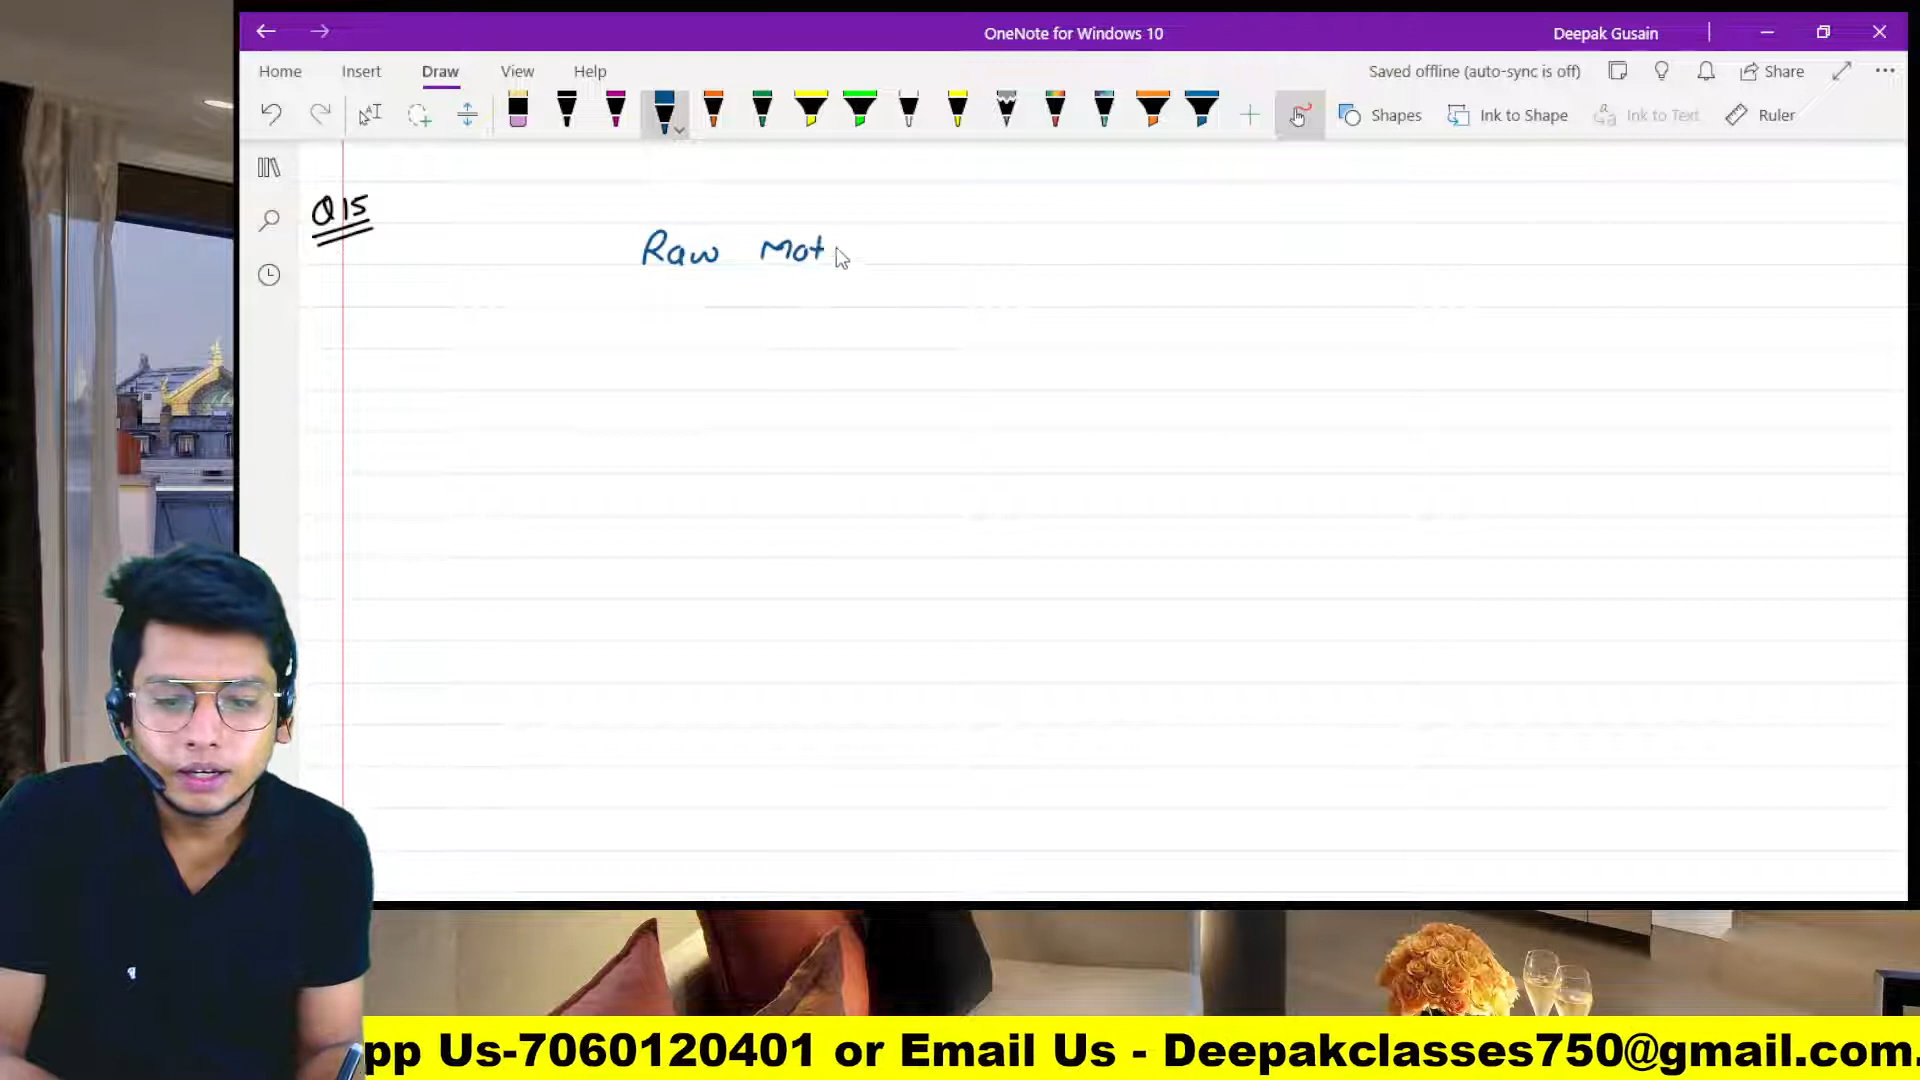 OneNote for Windows 10
Deepak Gusain
Home Insert Draw View Help
Saved offline (auto-sync is off) Share
Shapes Ink to Shape Ink to Text Ruler
Q15
Raw Mat
pp Us-7060120401 or Email Us - Deepakclasses750@gmail.com.